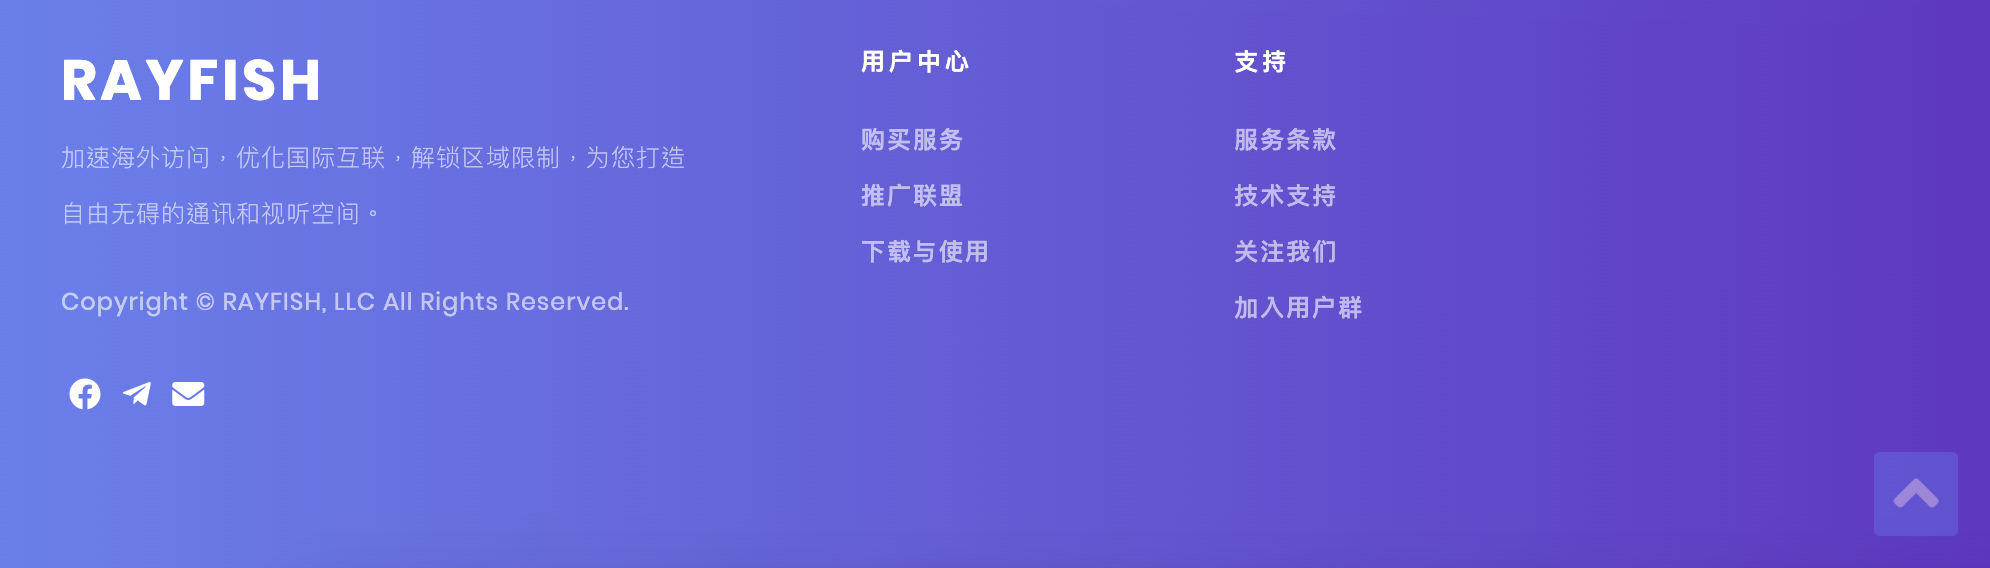 RAYFISH
加速海外访问，优化国际互联，解锁区域限制，为您打造
自由无碍的通讯和视听空间。
Copyright © RAYFISH, LLC All Rights Reserved.
用户中心
购买服务
推广联盟
下载与使用
支持
服务条款
技术支持
关注我们
加入用户群